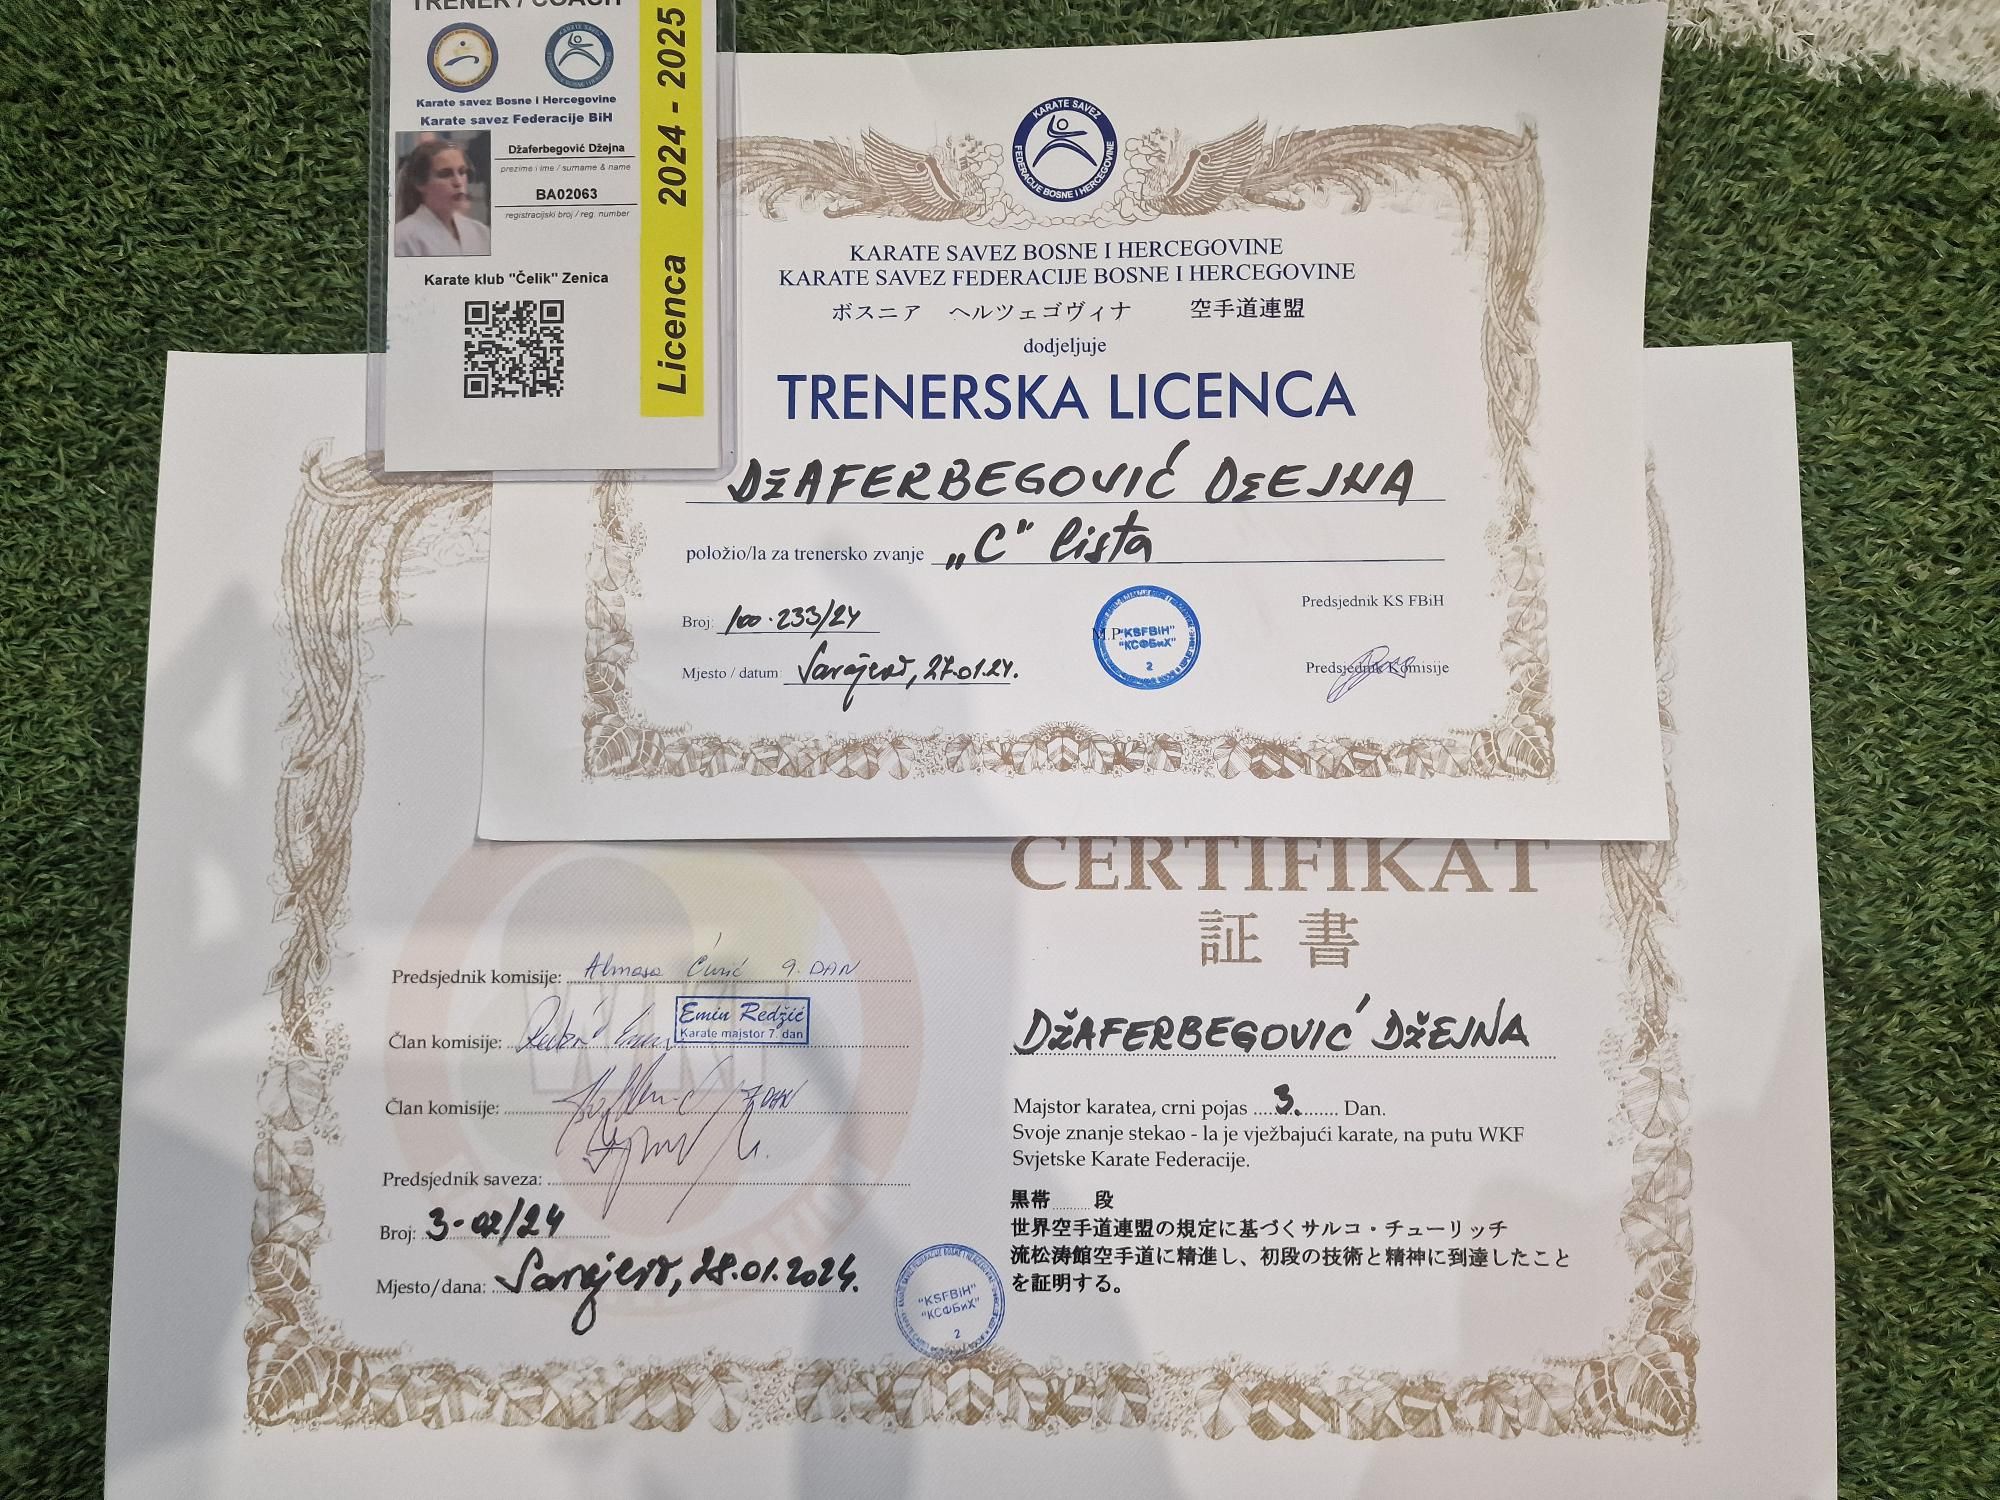 TRENER / COACH
Karate savez Bosne i Hercegovine
Karate savez Federacije BiH
Džaferbegović Džejna
prezime i ime / surname & name
BA02063
registracijski broj / reg. number
Karate klub "Čelik" Zenica
Licenca 2024 - 2025
KARATE SAVEZ
FEDERACIJE BOSNE I HERCEGOVINE
KARATE SAVEZ BOSNE I HERCEGOVINE
KARATE SAVEZ FEDERACIJE BOSNE I HERCEGOVINE
ボスニア ヘルツェゴヴィナ 空手道連盟
dodjeljuje
TRENERSKA LICENCA
DŽAFERBEGOVIĆ DŽEJNA
položio/la za trenersko zvanje „C" lista
Broj: 100-233/24
Mjesto / datum: Sarajevo, 27.01.24.
M.P.
"KSFBiH"
"КСФБиХ"
2
Predsjednik KS FBiH
Predsjednik Komisije
CERTIFIKAT
証書
Predsjednik komisije: Almasa Ćurić 9. DAN
Član komisije: Redžić Emin
Emin Redžić
Karate majstor 7. dan
Član komisije: 7 DAN
Predsjednik saveza:
Broj: 3-02/24
Mjesto/dana: Sarajevo, 28.01.2024.
"KSFBiH"
"КСФБиХ"
2
DŽAFERBEGOVIĆ DŽEJNA
Majstor karatea, crni pojas ....3....... Dan.
Svoje znanje stekao - la je vježbajući karate, na putu WKF
Svjetske Karate Federacije.
黒帯 ........ 段
世界空手道連盟の規定に基づくサルコ・チューリッチ
流松涛館空手道に精進し、初段の技術と精神に到達したこと
を証明する。